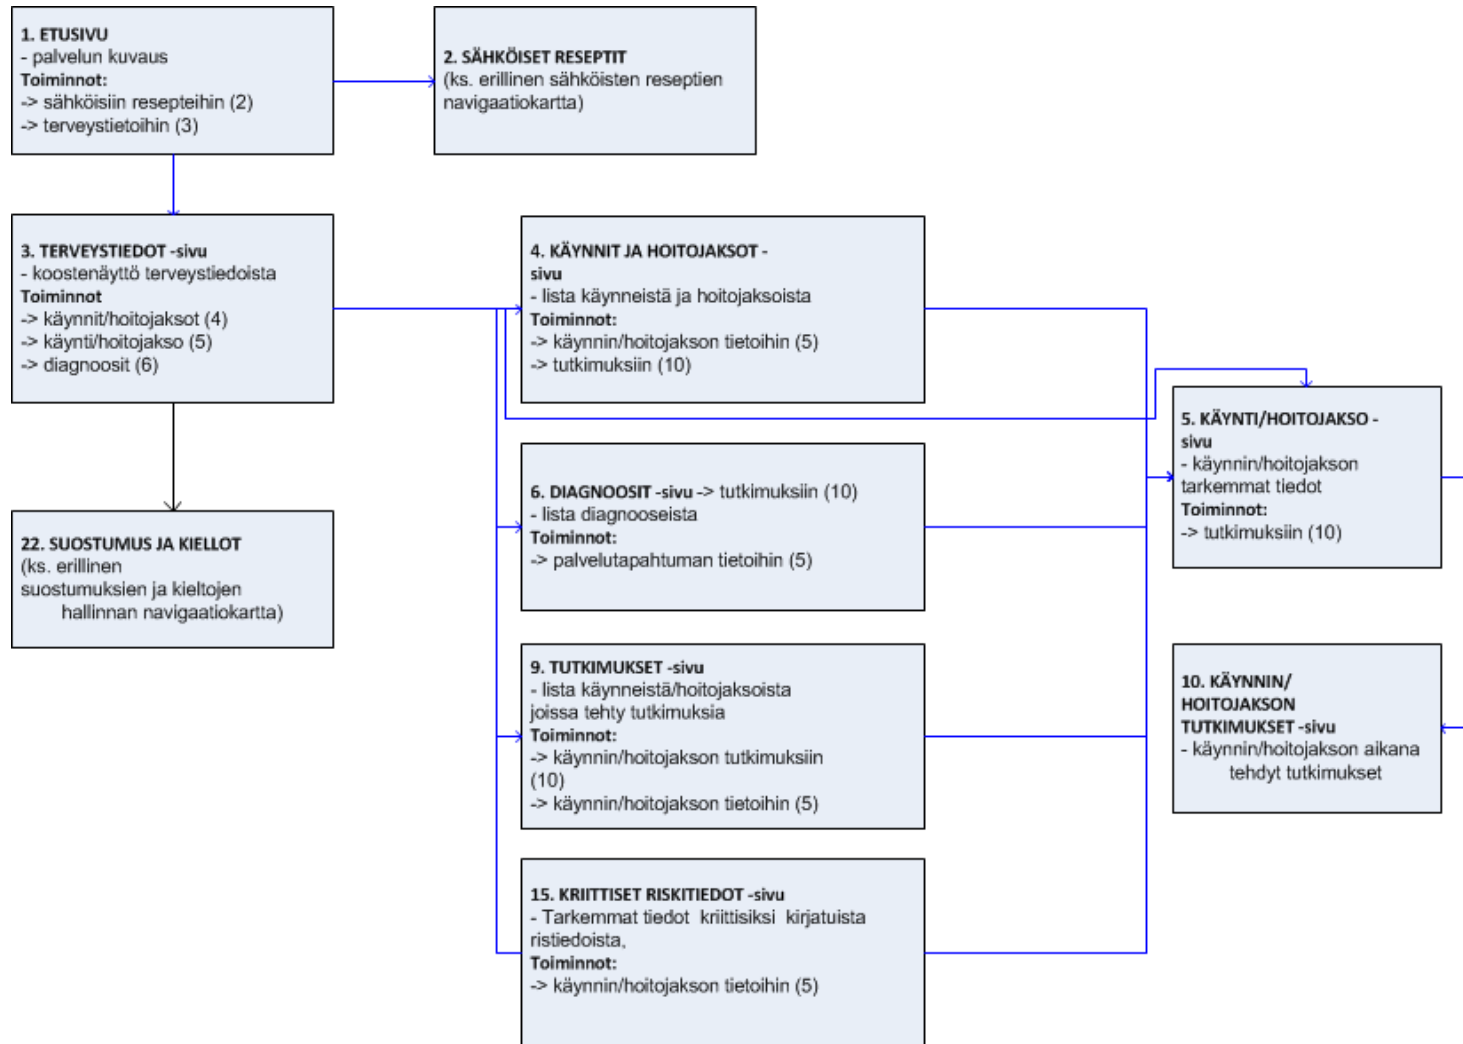 1. ETUSIVU
- palvelun kuvaus
Toiminnot:
-> sähköisiin resepteihin (2)
-> terveystietoihin (3)
2. SÄHKÖISET RESEPTIT
(ks. erillinen sähköisten reseptien
navigaatiokartta)
3. TERVEYSTIEDOT -sivu
- koostenäyttö terveystiedoista
Toiminnot
-> käynnit/hoitojaksot (4)
-> käynti/hoitojakso (5)
-> diagnoosit (6)
4. KÄYNNIT JA HOITOJAKSOT -
sivu
- lista käynneistä ja hoitojaksoista
Toiminnot:
-> käynnin/hoitojakson tietoihin (5)
-> tutkimuksiin (10)
5. KÄYNTI/HOITOJAKSO -
sivu
- käynnin/hoitojakson
tarkemmat tiedot
Toiminnot:
-> tutkimuksiin (10)
6. DIAGNOOSIT -sivu -> tutkimuksiin (10)
- lista diagnooseista
Toiminnot:
-> palvelutapahtuman tietoihin (5)
22. SUOSTUMUS JA KIELLOT
(ks. erillinen
suostumuksien ja kieltojen
hallinnan navigaatiokartta)
9. TUTKIMUKSET -sivu
- lista käynneistä/hoitojaksoista
joissa tehty tutkimuksia
Toiminnot:
-> käynnin/hoitojakson tutkimuksiin
(10)
-> käynnin/hoitojakson tietoihin (5)
10. KÄYNNIN/
HOITOJAKSON
TUTKIMUKSET -sivu
- käynnin/hoitojakson aikana
tehdyt tutkimukset
15. KRIITTISET RISKITIEDOT -sivu
- Tarkemmat tiedot kriittisiksi kirjatuista
ristiedoista,
Toiminnot:
-> käynnin/hoitojakson tietoihin (5)